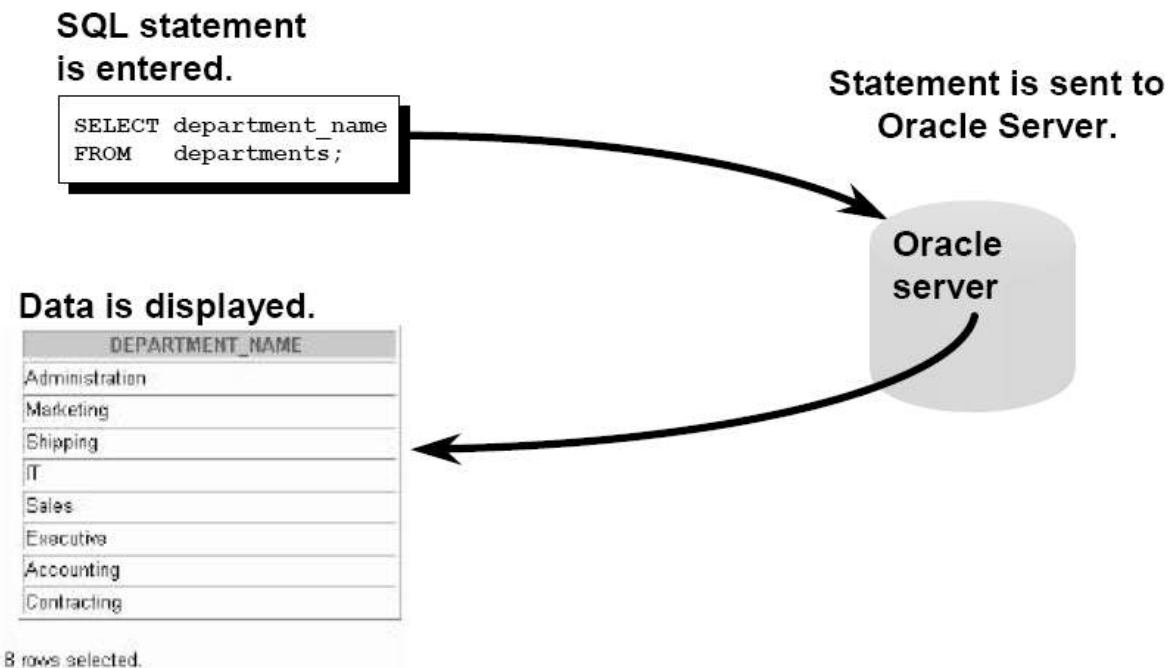 SQL statement
is entered.
SELECT department_name
FROM departments;
Statement is sent to
Oracle Server.
Oracle
server
Data is displayed.
DEPARTMENT_NAME
Administration
Marketing
Shipping
IT
Sales
Executive
Accounting
Contracting
8 rows selected.